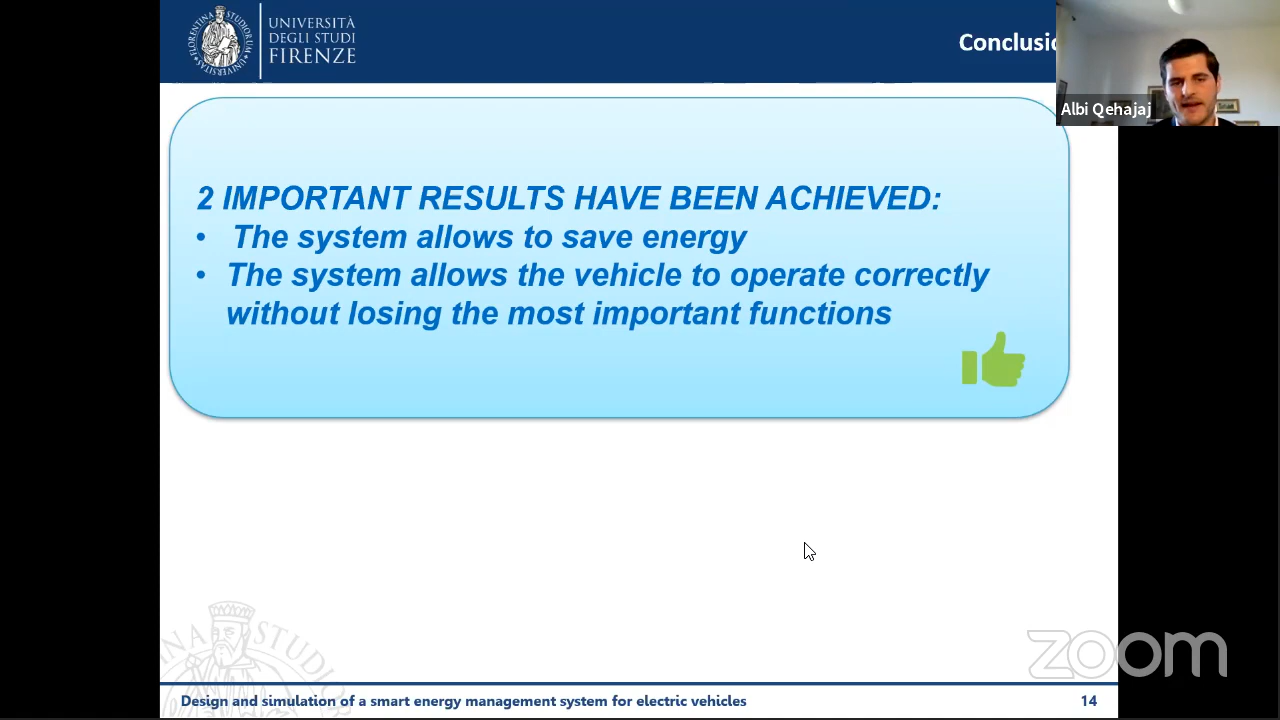 UNIVERSITÀ
DEGLI STUDI
FIRENZE
Albi Qehajaj
2 IMPORTANT RESULTS HAVE BEEN ACHIEVED:
• The system allows to save energy
• The system allows the vehicle to operate correctly
without losing the most important functions
zoom
Design and simulation of a smart energy management system for electric vehicles
14